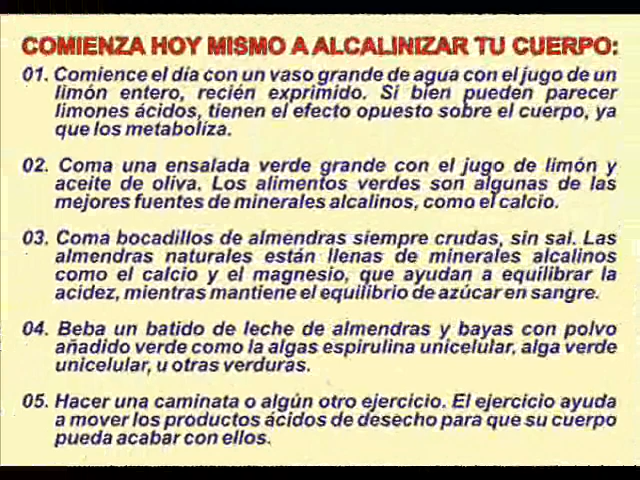 COMIENZA HOY MISMO A ALCALINIZAR TU CUERPO:
01. Comience el día con un vaso grande de agua con el jugo de un
limón entero, recién exprimido. Si bien pueden parecer
limones ácidos, tienen el efecto opuesto sobre el cuerpo, ya
que los metaboliza.
02. Coma una ensalada verde grande con el jugo de limón y
aceite de oliva. Los alimentos verdes son algunas de las
mejores fuentes de minerales alcalinos, como el calcio.
03. Coma bocadillos de almendras siempre crudas, sin sal. Las
almendras naturales están llenas de minerales alcalinos
como el calcio y el magnesio, que ayudan a equilibrar la
acidez, mientras mantiene el equilibrio de azúcar en sangre.
04. Beba un batido de leche de almendras y bayas con polvo
añadido verde como la algas espirulina unicelular, alga verde
unicelular, u otras verduras.
05. Hacer una caminata o algún otro ejercicio. El ejercicio ayuda
a mover los productos ácidos de desecho para que su cuerpo
pueda acabar con ellos.